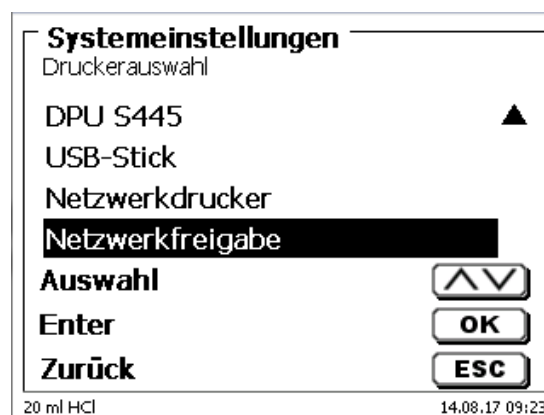 Systemeinstellungen
Druckerauswahl
DPU S445
USB-Stick
Netzwerkdrucker
Netzwerkfreigabe
Auswahl
Enter OK
Zurück ESC
20 ml HCl 14.08.17 09:23